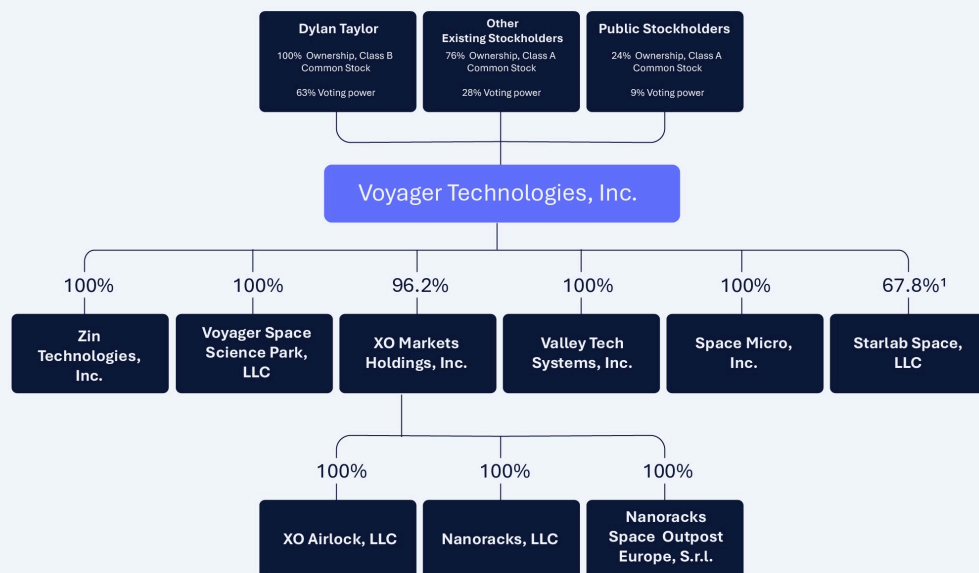 Dylan Taylor
100% Ownership, Class B
Common Stock
63% Voting power
Other
Existing Stockholders
76% Ownership, Class A
Common Stock
28% Voting power
Public Stockholders
24% Ownership, Class A
Common Stock
9% Voting power
Voyager Technologies, Inc.
100%
100%
96.2%
100%
100%
67.8%¹
Zin
Technologies,
Inc.
Voyager Space
Science Park,
LLC
XO Markets
Holdings, Inc.
Valley Tech
Systems, Inc.
Space Micro,
Inc.
Starlab Space,
LLC
100%
100%
100%
XO Airlock, LLC
Nanoracks, LLC
Nanoracks
Space Outpost
Europe, S.r.l.